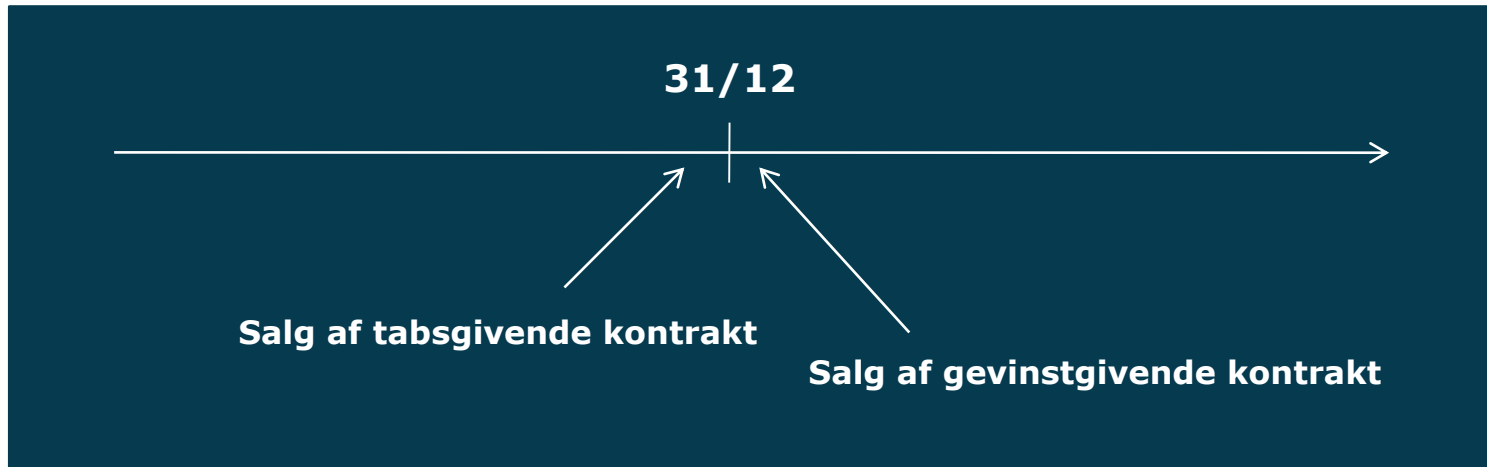 31/12
Salg af tabsgivende kontrakt
Salg af gevinstgivende kontrakt